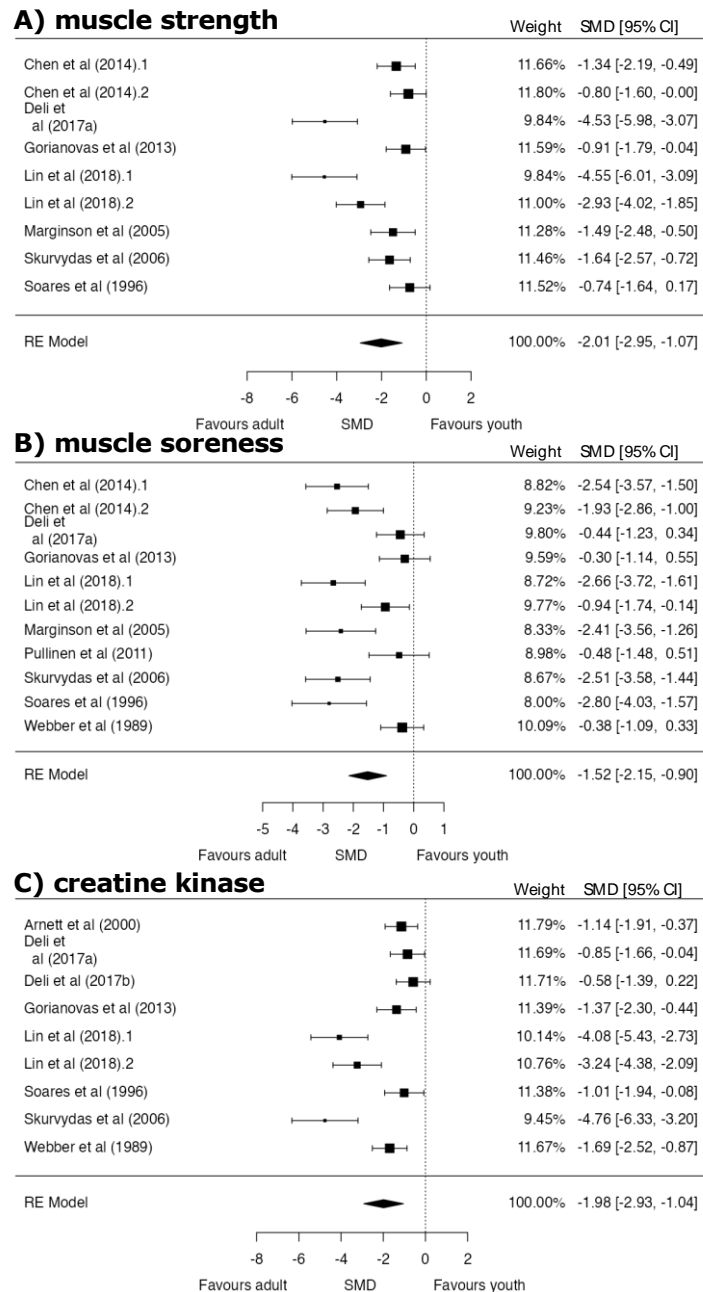 A) muscle strength
Weight SMD [95% CI]
Chen et al (2014).1 11.66% -1.34 [-2.19, -0.49]
Chen et al (2014).2 11.80% -0.80 [-1.60, -0.00]
Deli et
al (2017a) 9.84% -4.53 [-5.98, -3.07]
Gorianovas et al (2013) 11.59% -0.91 [-1.79, -0.04]
Lin et al (2018).1 9.84% -4.55 [-6.01, -3.09]
Lin et al (2018).2 11.00% -2.93 [-4.02, -1.85]
Marginson et al (2005) 11.28% -1.49 [-2.48, -0.50]
Skurvydas et al (2006) 11.46% -1.64 [-2.57, -0.72]
Soares et al (1996) 11.52% -0.74 [-1.64, 0.17]
RE Model 100.00% -2.01 [-2.95, -1.07]
-8 -6 -4 -2 0 2
Favours adult SMD Favours youth
B) muscle soreness
Weight SMD [95% CI]
Chen et al (2014).1 8.82% -2.54 [-3.57, -1.50]
Chen et al (2014).2 9.23% -1.93 [-2.86, -1.00]
Deli et
al (2017a) 9.80% -0.44 [-1.23, 0.34]
Gorianovas et al (2013) 9.59% -0.30 [-1.14, 0.55]
Lin et al (2018).1 8.72% -2.66 [-3.72, -1.61]
Lin et al (2018).2 9.77% -0.94 [-1.74, -0.14]
Marginson et al (2005) 8.33% -2.41 [-3.56, -1.26]
Pullinen et al (2011) 8.98% -0.48 [-1.48, 0.51]
Skurvydas et al (2006) 8.67% -2.51 [-3.58, -1.44]
Soares et al (1996) 8.00% -2.80 [-4.03, -1.57]
Webber et al (1989) 10.09% -0.38 [-1.09, 0.33]
RE Model 100.00% -1.52 [-2.15, -0.90]
-5 -4 -3 -2 -1 0 1
Favours adult SMD Favours youth
C) creatine kinase
Weight SMD [95% CI]
Arnett et al (2000) 11.79% -1.14 [-1.91, -0.37]
Deli et
al (2017a) 11.69% -0.85 [-1.66, -0.04]
Deli et al (2017b) 11.71% -0.58 [-1.39, 0.22]
Gorianovas et al (2013) 11.39% -1.37 [-2.30, -0.44]
Lin et al (2018).1 10.14% -4.08 [-5.43, -2.73]
Lin et al (2018).2 10.76% -3.24 [-4.38, -2.09]
Soares et al (1996) 11.38% -1.01 [-1.94, -0.08]
Skurvydas et al (2006) 9.45% -4.76 [-6.33, -3.20]
Webber et al (1989) 11.67% -1.69 [-2.52, -0.87]
RE Model 100.00% -1.98 [-2.93, -1.04]
-8 -6 -4 -2 0 2
Favours adult SMD Favours youth